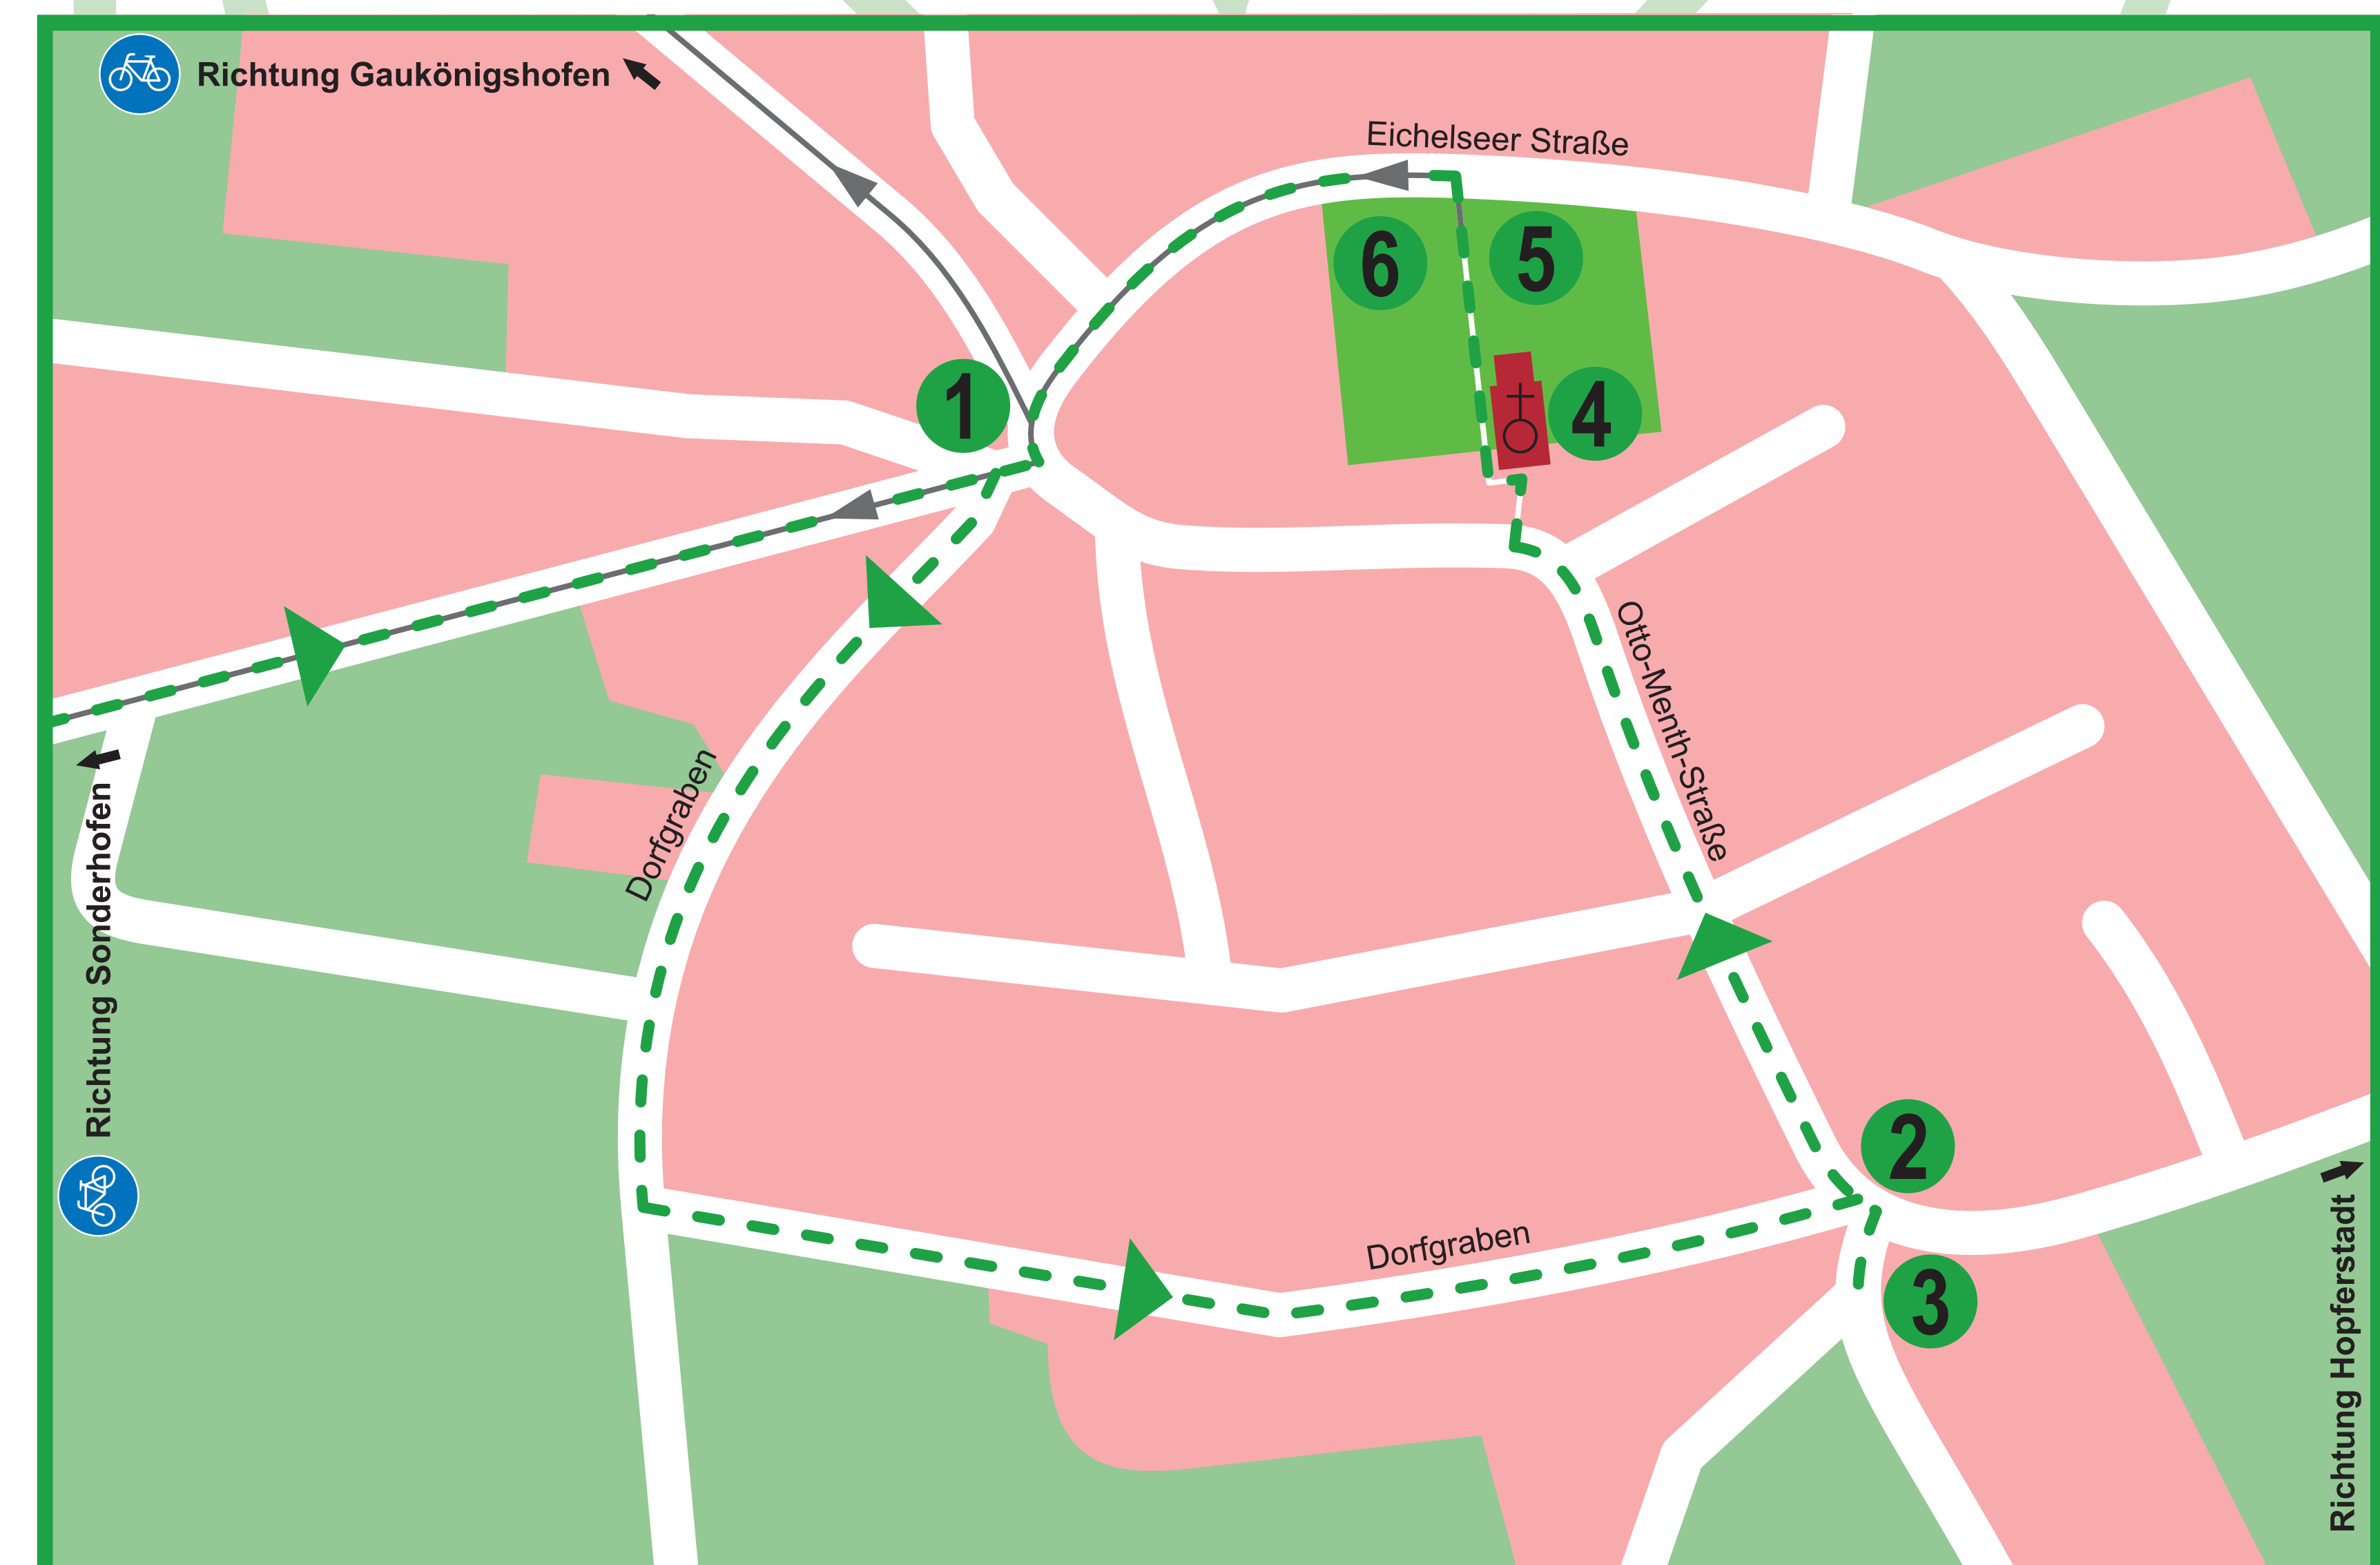 Richtung Gaukönigshofen
Eichelseer Straße
6
5
1
4
Otto-Menth-Straße
Dorfgraben
Richtung Sonderhofen
2
Dorfgraben
3
Richtung Hopferstadt